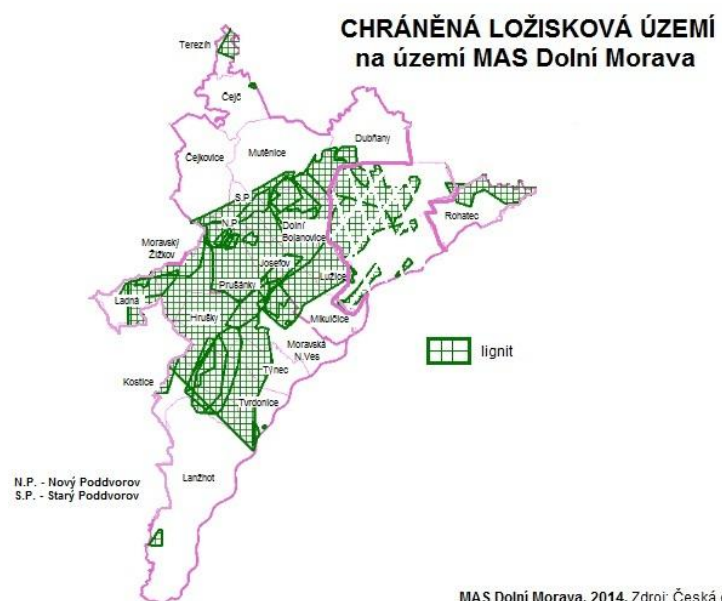 CHRÁNĚNÁ LOŽISKOVÁ ÚZEMÍ
na území MAS Dolní Morava
Terezín
Čejč
Dubňany
Čejkovice
Mutěnice
S.P.
Rohatec
N.P.
Dolní
Bojanovice
Moravský
Žižkov
Josefov
Lužice
Prušánky
Ladná
Hrušky
Mikulčice
Moravská
N.Ves
lignit
Týnec
Kostice
Tvrdonice
Lanžhot
N.P. - Nový Poddvorov
S.P. - Starý Poddvorov
MAS Dolní Morava, 2014. Zdroj: Česká